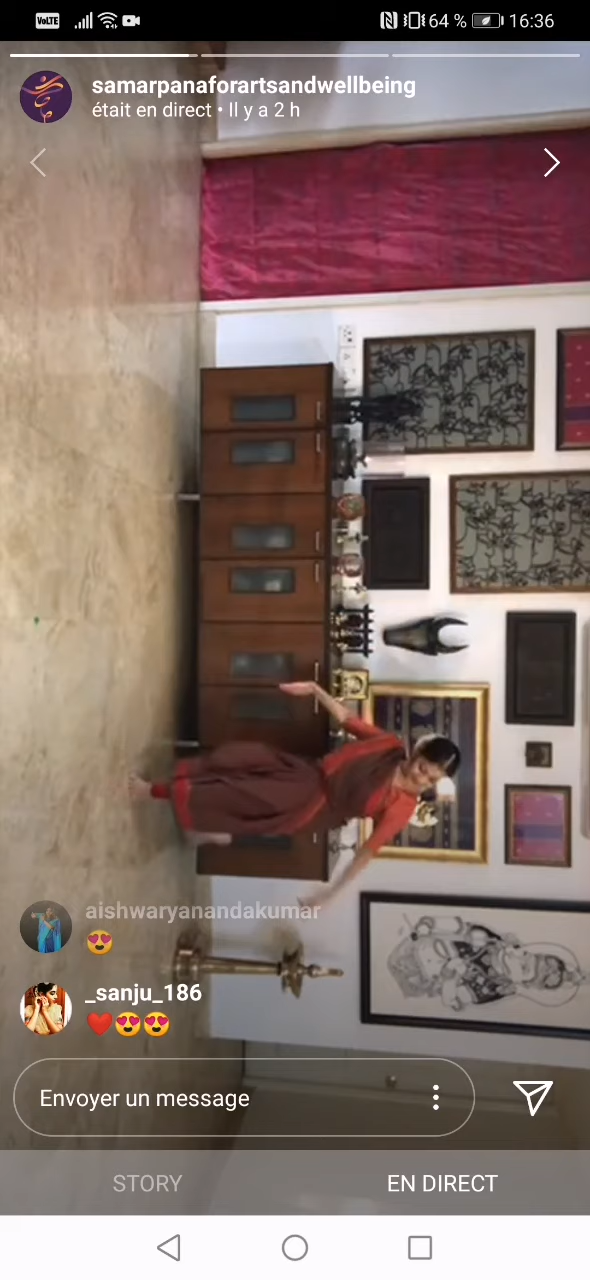 VoLTE 64 % 16:36
samarpanaforartsandwellbeing
était en direct • Il y a 2 h
aishwaryanandakumar
😍
_sanju_186
❤️😍😍
Envoyer un message
STORY EN DIRECT